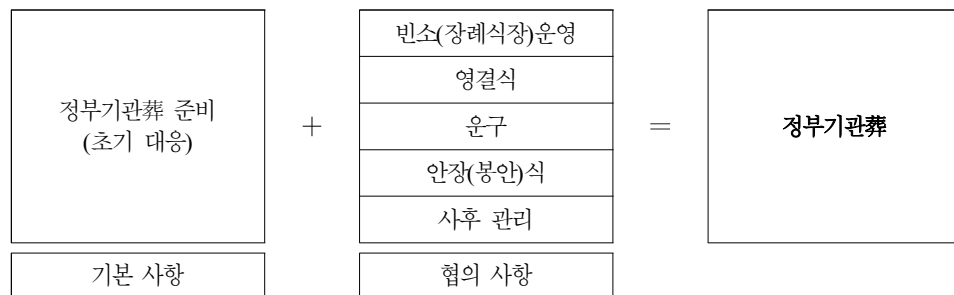 정부기관葬 준비
(초기 대응)
+
빈소(장례식장)운영
영결식
운구
안장(봉안)식
사후 관리
=
정부기관葬
기본 사항
협의 사항